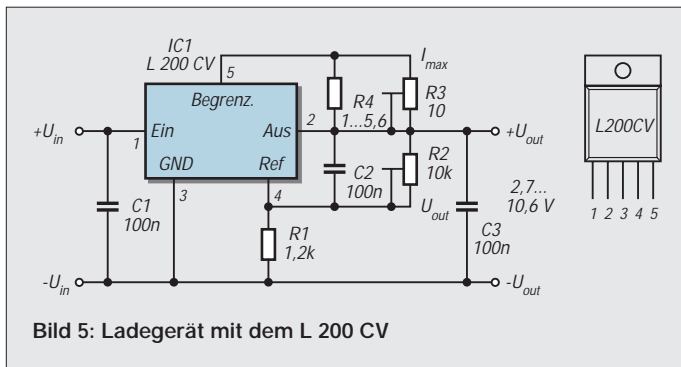 IC1
L 200 CV
5
I max
Begrenz.
R4
1...5,6
R3
10
L200CV
+U in
1
Ein
Aus
2
+U out
GND
Ref
C2
100n
R2
10k
3
4
U out
2,7...
10,6 V
C1
100n
R1
1,2k
C3
100n
1 2 3 4 5
-U in
-U out
Bild 5: Ladegerät mit dem L 200 CV